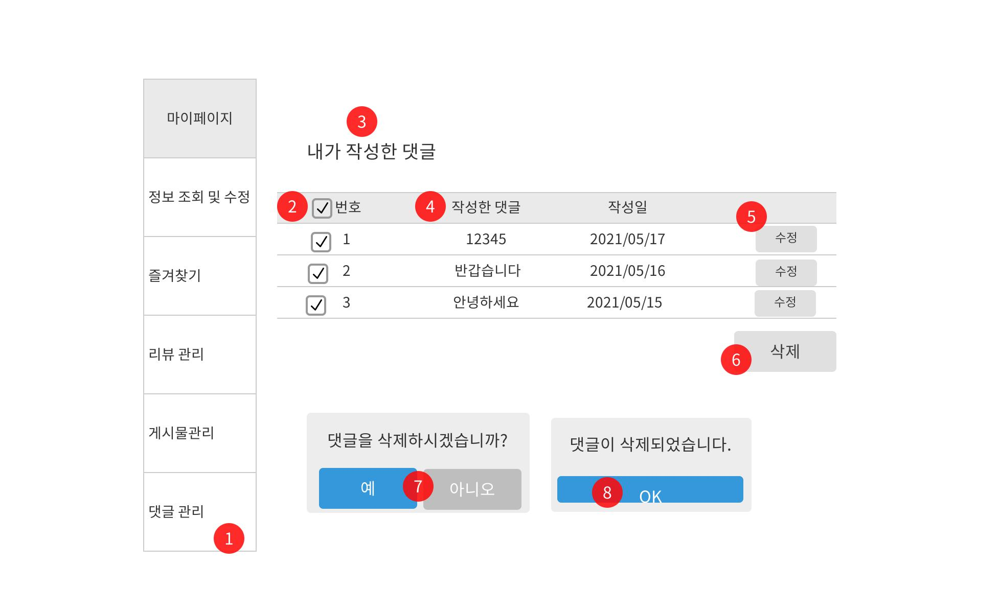 마이페이지
정보 조회 및 수정
즐겨찾기
리뷰 관리
게시물관리
댓글 관리
1
3
내가 작성한 댓글
2 번호 4 작성한 댓글 작성일
5
1 12345 2021/05/17 수정
2 반갑습니다 2021/05/16 수정
3 안녕하세요 2021/05/15 수정
6 삭제
댓글을 삭제하시겠습니까?
예 7 아니오
댓글이 삭제되었습니다.
8 OK